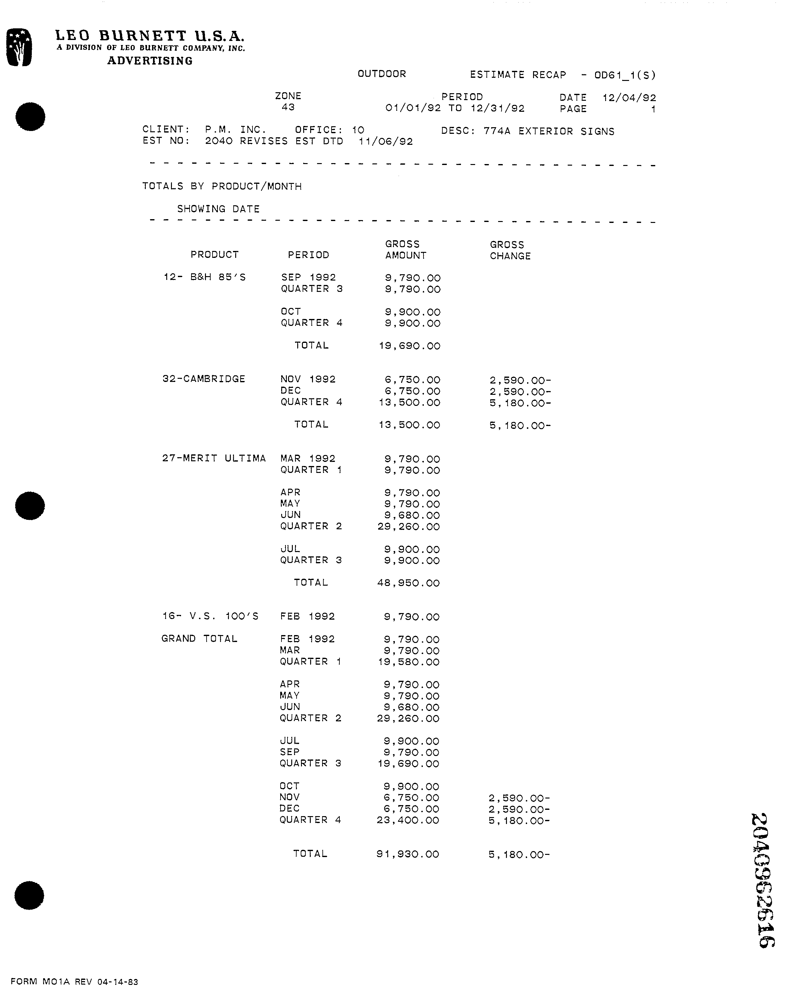 LEO BURNETT U.S.A.
A DIVISION OF LEO BURNETT COMPANY, INC.
ADVERTISING
OUTDOOR ESTIMATE RECAP - OD61_1(S)
ZONE PERIOD DATE 12/04/92
43 01/01/92 TO 12/31/92 PAGE 1
CLIENT: P.M. INC. OFFICE: 10 DESC: 774A EXTERIOR SIGNS
EST NO: 2040 REVISES EST DTD 11/06/92
- - - - - - - - - - - - - - - - - - - - - - - - - - - - - - - - - - - - -
TOTALS BY PRODUCT/MONTH
SHOWING DATE
- - - - - - - - - - - - - - - - - - - - - - - - - - - - - - - - - - - - -
GROSS GROSS
PRODUCT PERIOD AMOUNT CHANGE
12- B&H 85'S SEP 1992 9,790.00
QUARTER 3 9,790.00
OCT 9,900.00
QUARTER 4 9,900.00
TOTAL 19,690.00
32-CAMBRIDGE NOV 1992 6,750.00 2,590.00-
DEC 6,750.00 2,590.00-
QUARTER 4 13,500.00 5,180.00-
TOTAL 13,500.00 5,180.00-
27-MERIT ULTIMA MAR 1992 9,790.00
QUARTER 1 9,790.00
APR 9,790.00
MAY 9,790.00
JUN 9,680.00
QUARTER 2 29,260.00
JUL 9,900.00
QUARTER 3 9,900.00
TOTAL 48,950.00
16- V.S. 100'S FEB 1992 9,790.00
GRAND TOTAL FEB 1992 9,790.00
MAR 9,790.00
QUARTER 1 19,580.00
APR 9,790.00
MAY 9,790.00
JUN 9,680.00
QUARTER 2 29,260.00
JUL 9,900.00
SEP 9,790.00
QUARTER 3 19,690.00
OCT 9,900.00
NOV 6,750.00 2,590.00-
DEC 6,750.00 2,590.00-
QUARTER 4 23,400.00 5,180.00-
TOTAL 91,930.00 5,180.00-
2040962616
FORM MO1A REV 04-14-83